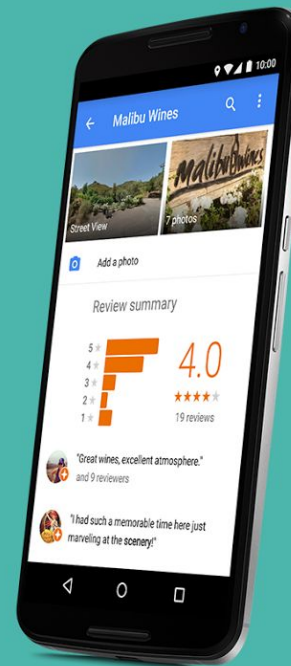 10:00
Malibu Wines
malibu wines
Street View
7 photos
Add a photo
Review summary
5
4
3
2
1
4.0
19 reviews
"Great wines, excellent atmosphere."
and 9 reviewers
"I had such a memorable time here just
marveling at the scenery!"